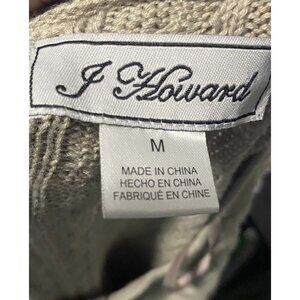 J Howard
M
MADE IN CHINA
HECHO EN CHINA
FABRIQUÉ EN CHINE